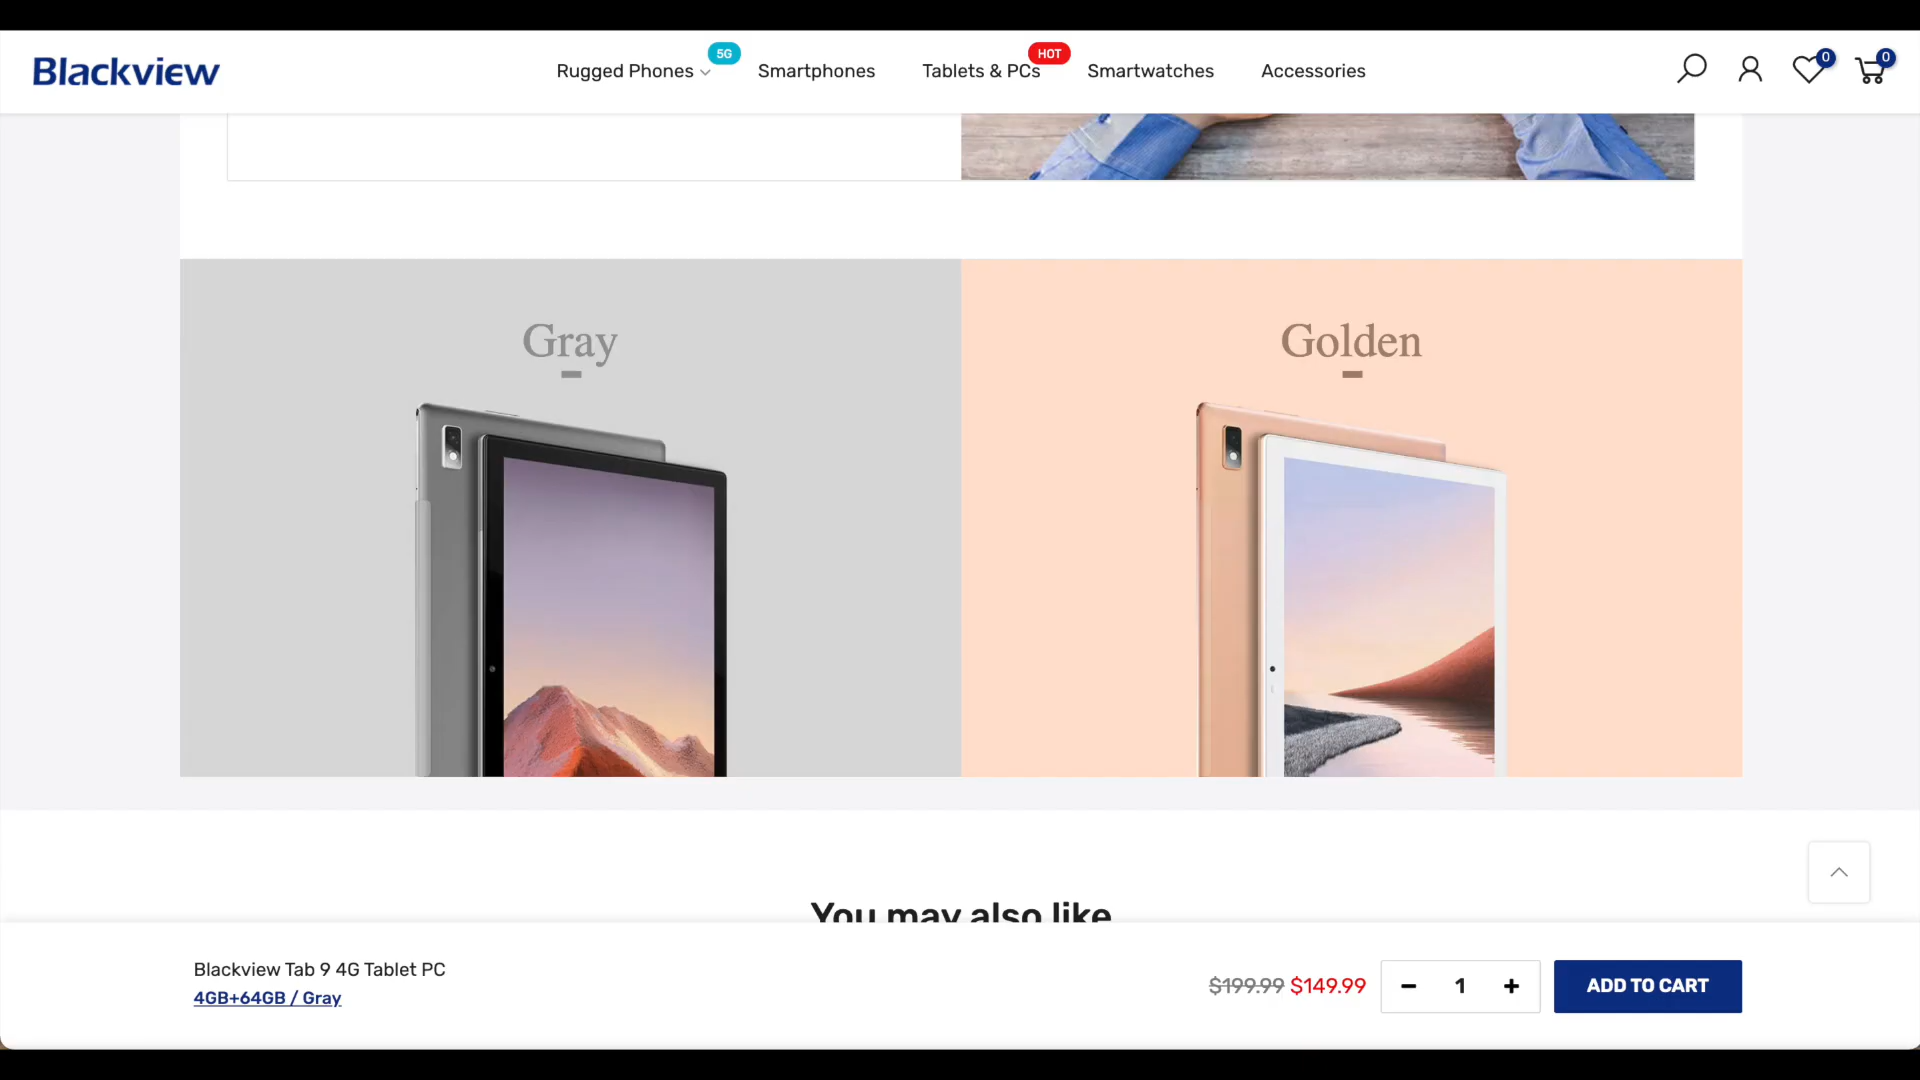 Blackview
Rugged Phones
5G
Smartphones
Tablets & PCs
HOT
Smartwatches
Accessories
0
0
Gray
Golden
You may also like
Blackview Tab 9 4G Tablet PC
4GB+64GB / Gray
$199.99 $149.99
1
ADD TO CART